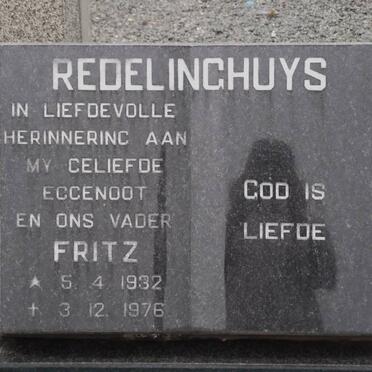 REDELINGHUYS
IN LIEFDEVOLLE
HERINNERING AAN
MY GELIEFDE
EGGENOOT
EN ONS VADER
FRITZ
★ 5. 4. 1932
✝ 3. 12. 1976
GOD IS
LIEFDE